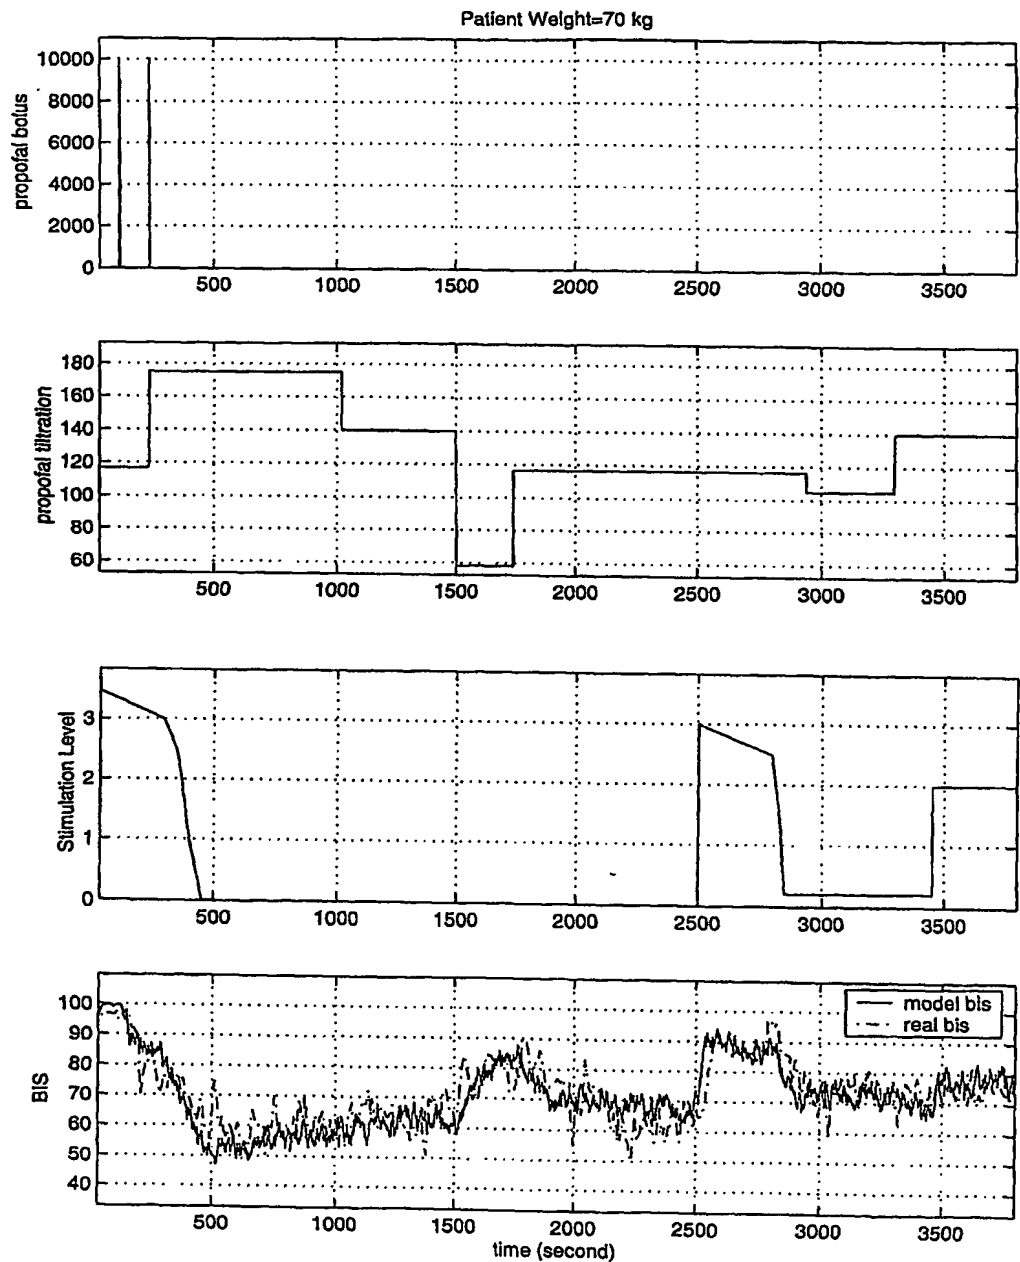 Patient Weight=70 kg
propofal botus
10000
8000
6000
4000
2000
0
500 1000 1500 2000 2500 3000 3500
propofal tiltration
180
160
140
120
100
80
60
500 1000 1500 2000 2500 3000 3500
Stimulation Level
3
2
1
0
500 1000 1500 2000 2500 3000 3500
BIS
100
90
80
70
60
50
40
model bis
real bis
500 1000 1500 2000 2500 3000 3500
time (second)